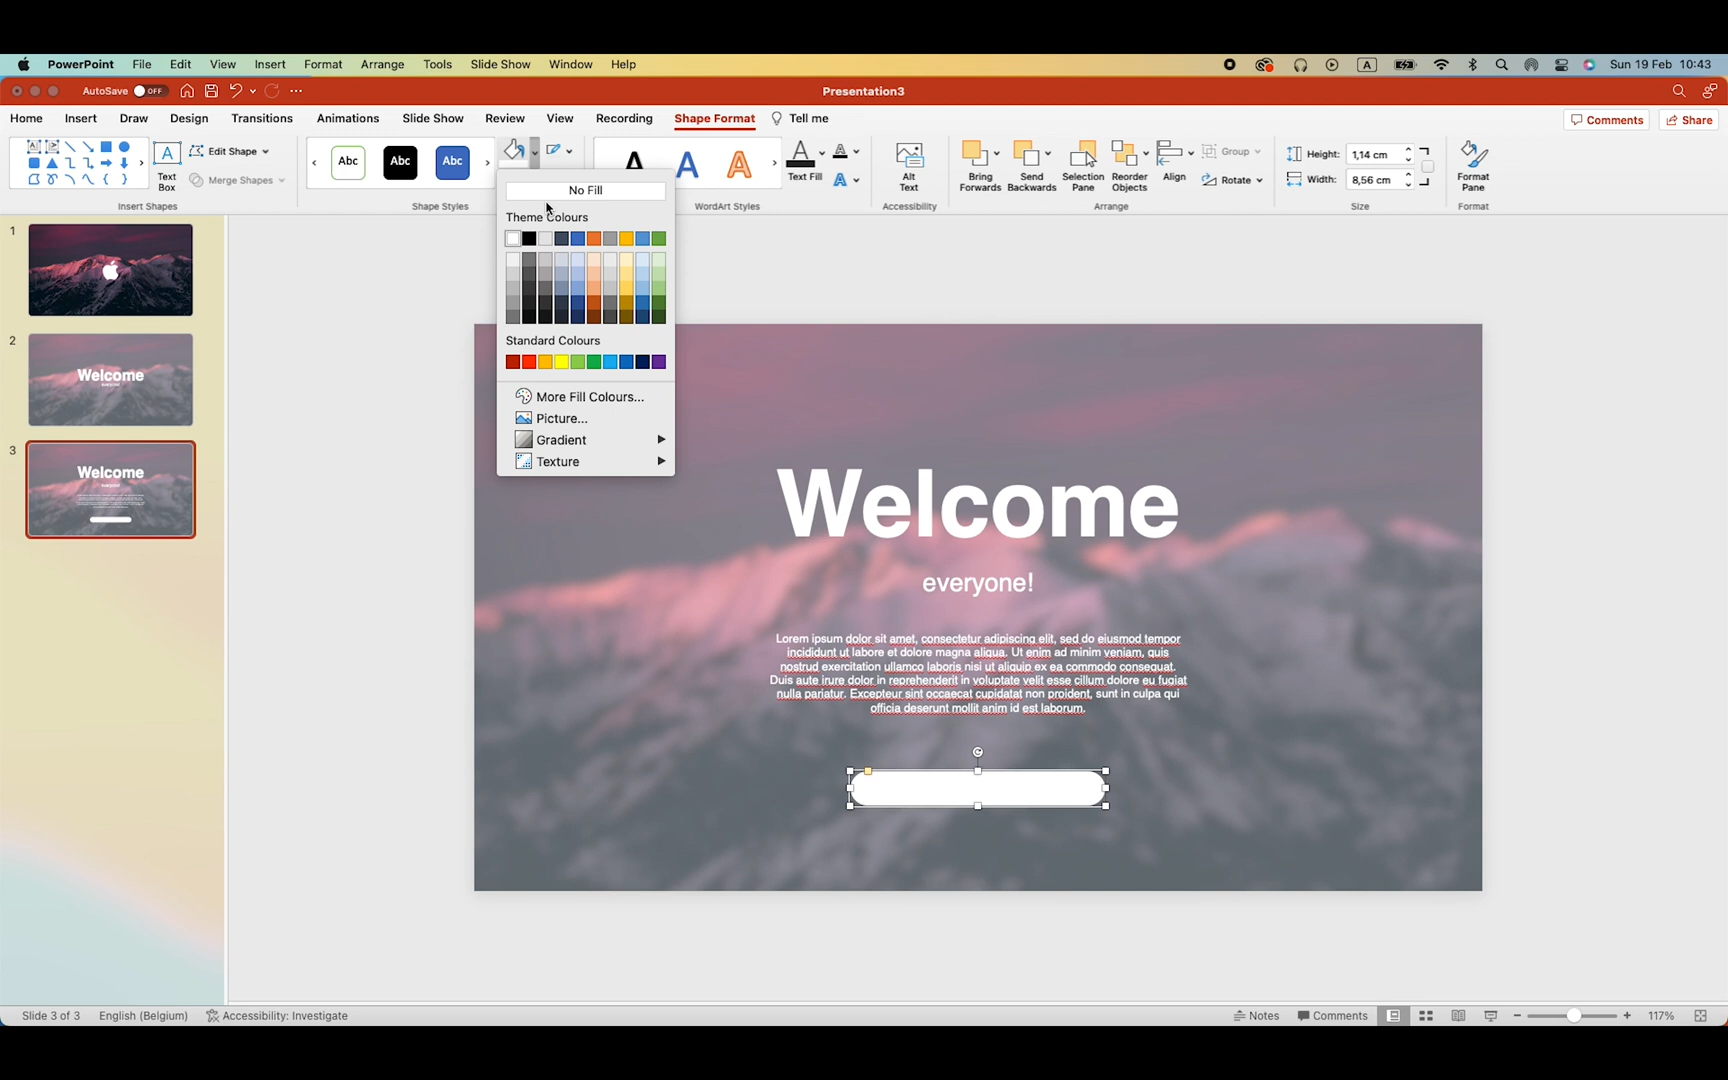 PowerPoint File Edit View Insert Format Arrange Tools Slide Show Window Help A Sun 19 Feb 10:43
AutoSave OFF Presentation3
Home Insert Draw Design Transitions Animations Slide Show Review View Recording Shape Format Tell me Comments Share
A Text Box Edit Shape Merge Shapes Abc Abc Abc A A A Text Fill A A Alt Text Bring Forwards Send Backwards Selection Pane Reorder Objects Align Group Rotate Height: 1,14 cm Width: 8,56 cm Format Pane
Insert Shapes Shape Styles WordArt Styles Accessibility Arrange Size Format
No Fill
Theme Colours
Standard Colours
More Fill Colours...
Picture...
Gradient
Texture
1
2
Welcome
everyone!
3
Welcome
everyone!
Welcome
everyone!
Lorem ipsum dolor sit amet, consectetur adipiscing elit, sed do eiusmod tempor
incididunt ut labore et dolore magna aliqua. Ut enim ad minim veniam, quis
nostrud exercitation ullamco laboris nisi ut aliquip ex ea commodo consequat.
Duis aute irure dolor in reprehenderit in voluptate velit esse cillum dolore eu fugiat
nulla pariatur. Excepteur sint occaecat cupidatat non proident, sunt in culpa qui
officia deserunt mollit anim id est laborum.
Slide 3 of 3 English (Belgium) Accessibility: Investigate Notes Comments 117%